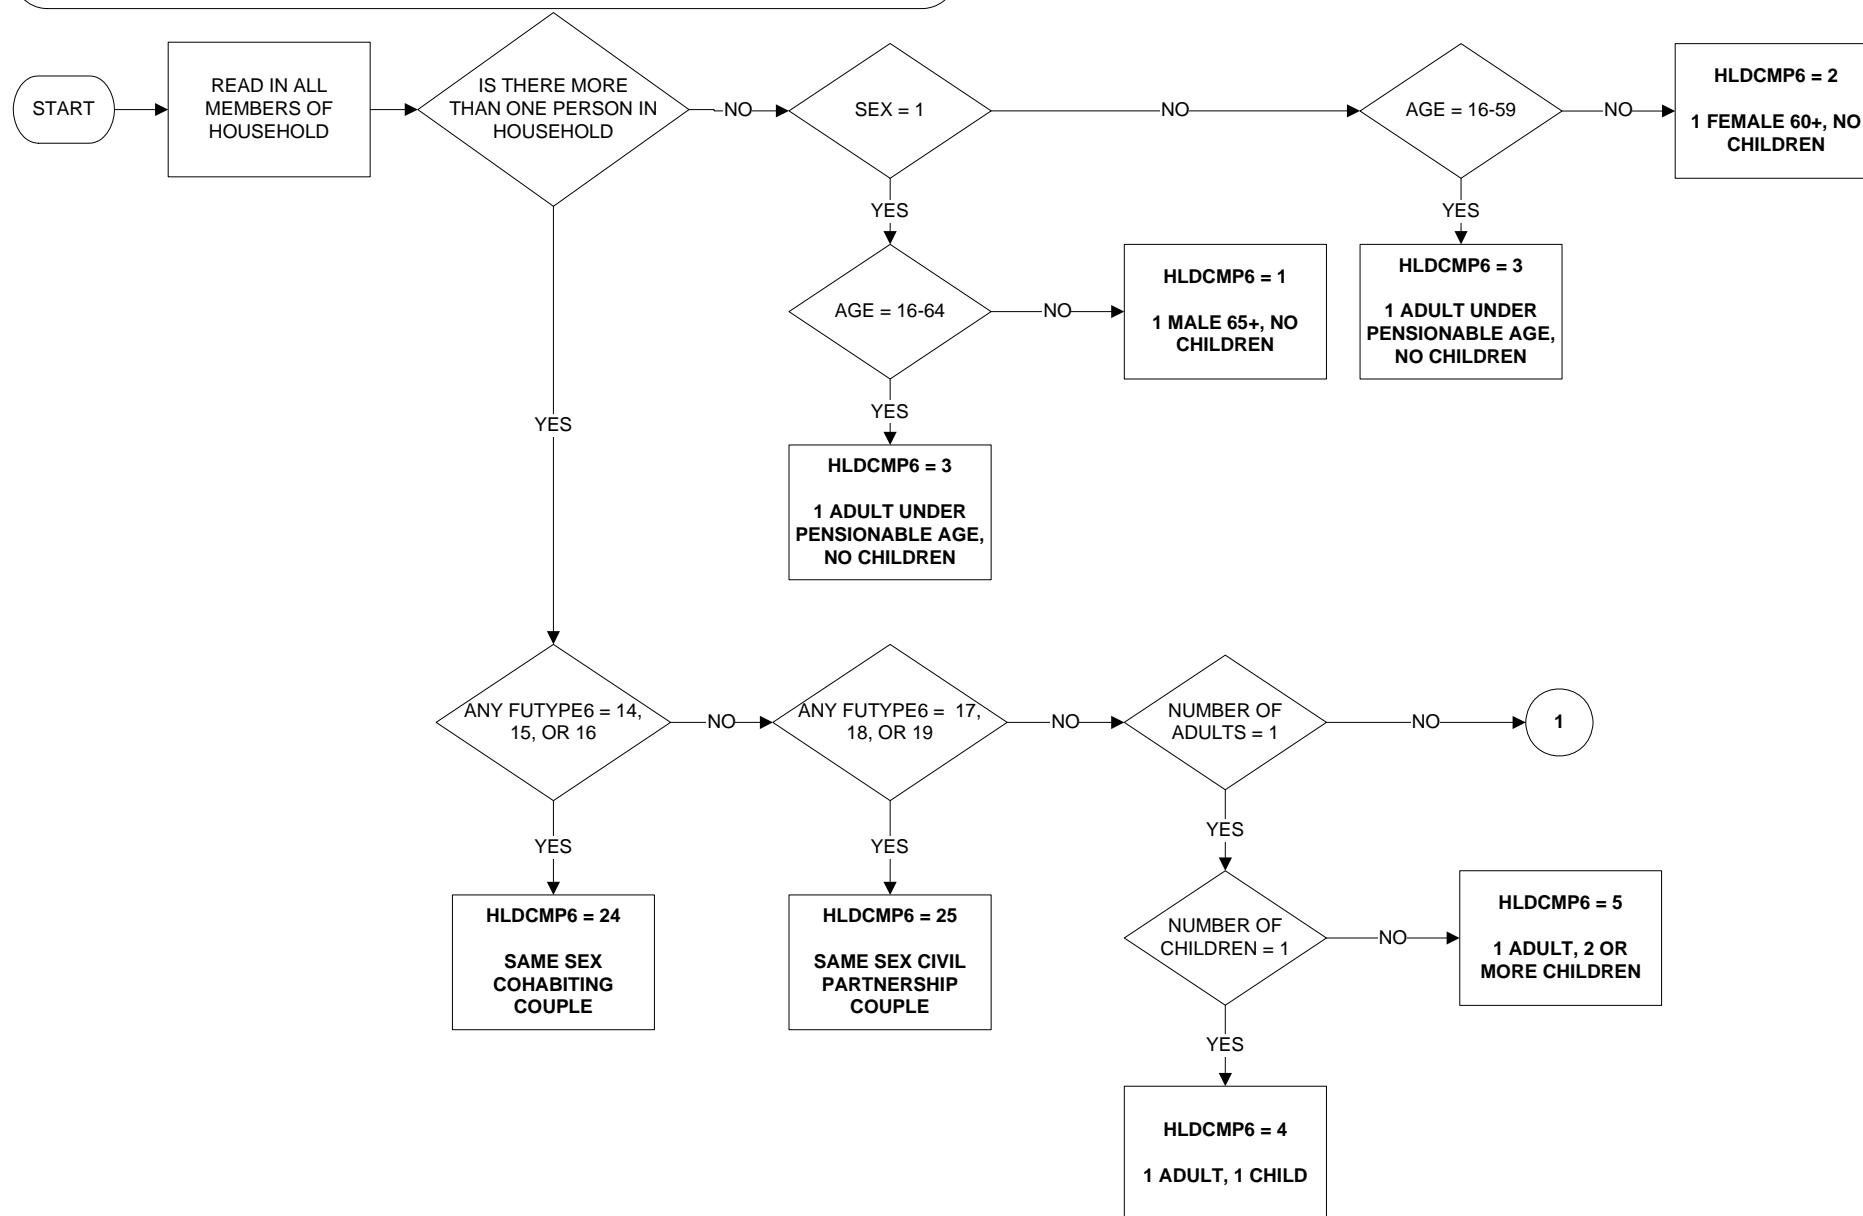 START
READ IN ALL
MEMBERS OF
HOUSEHOLD
IS THERE MORE
THAN ONE PERSON IN
HOUSEHOLD
NO
SEX = 1
NO
AGE = 16-59
NO
HLDCMP6 = 2
1 FEMALE 60+, NO
CHILDREN
YES
YES
AGE = 16-64
NO
HLDCMP6 = 1
1 MALE 65+, NO
CHILDREN
HLDCMP6 = 3
1 ADULT UNDER
PENSIONABLE AGE,
NO CHILDREN
YES
YES
HLDCMP6 = 3
1 ADULT UNDER
PENSIONABLE AGE,
NO CHILDREN
ANY FUTYPE6 = 14,
15, OR 16
NO
ANY FUTYPE6 = 17,
18, OR 19
NO
NUMBER OF
ADULTS = 1
NO
1
YES
YES
YES
HLDCMP6 = 24
SAME SEX
COHABITING
COUPLE
HLDCMP6 = 25
SAME SEX CIVIL
PARTNERSHIP
COUPLE
NUMBER OF
CHILDREN = 1
NO
HLDCMP6 = 5
1 ADULT, 2 OR
MORE CHILDREN
YES
HLDCMP6 = 4
1 ADULT, 1 CHILD